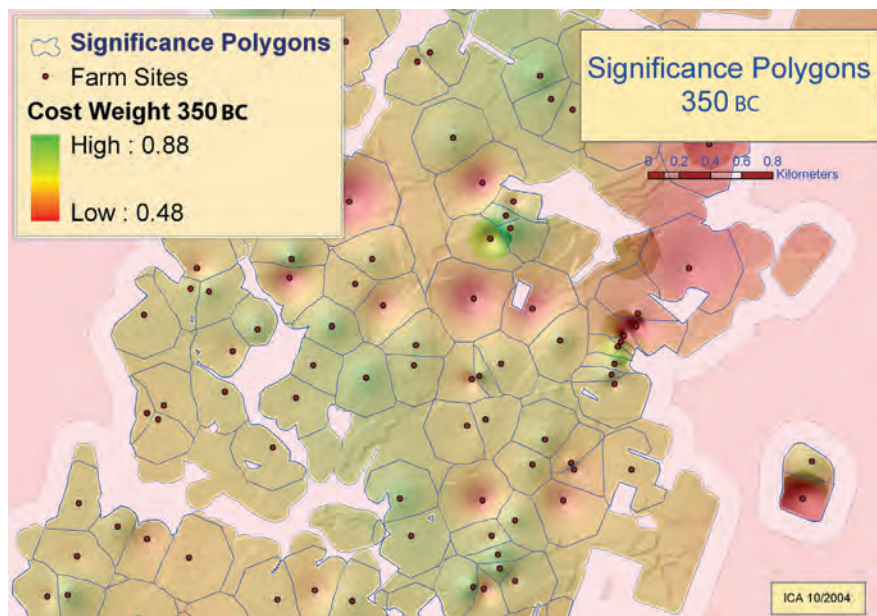 Significance Polygons
Farm Sites
Cost Weight 350 BC
High : 0.88
Low : 0.48
Significance Polygons
350 BC
0 0.2 0.4 0.6 0.8
Kilometers
ICA 10/2004